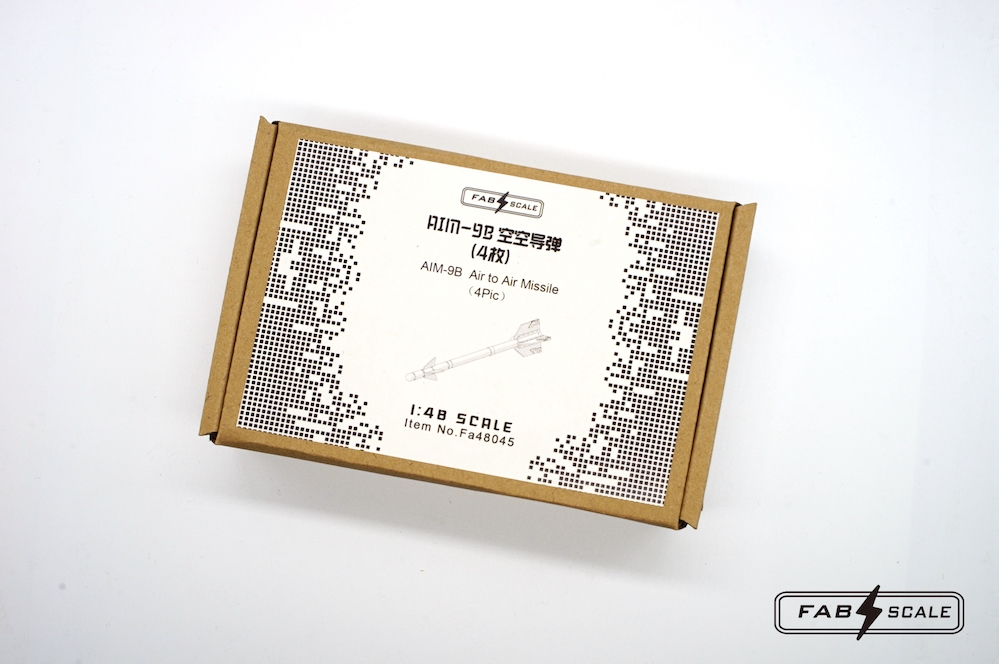 FAB SCALE
AIM-9B 空空导弹
(4枚)
AIM-9B Air to Air Missile
（4Pic）
1:48 SCALE
Item No.Fa48045
FAB SCALE